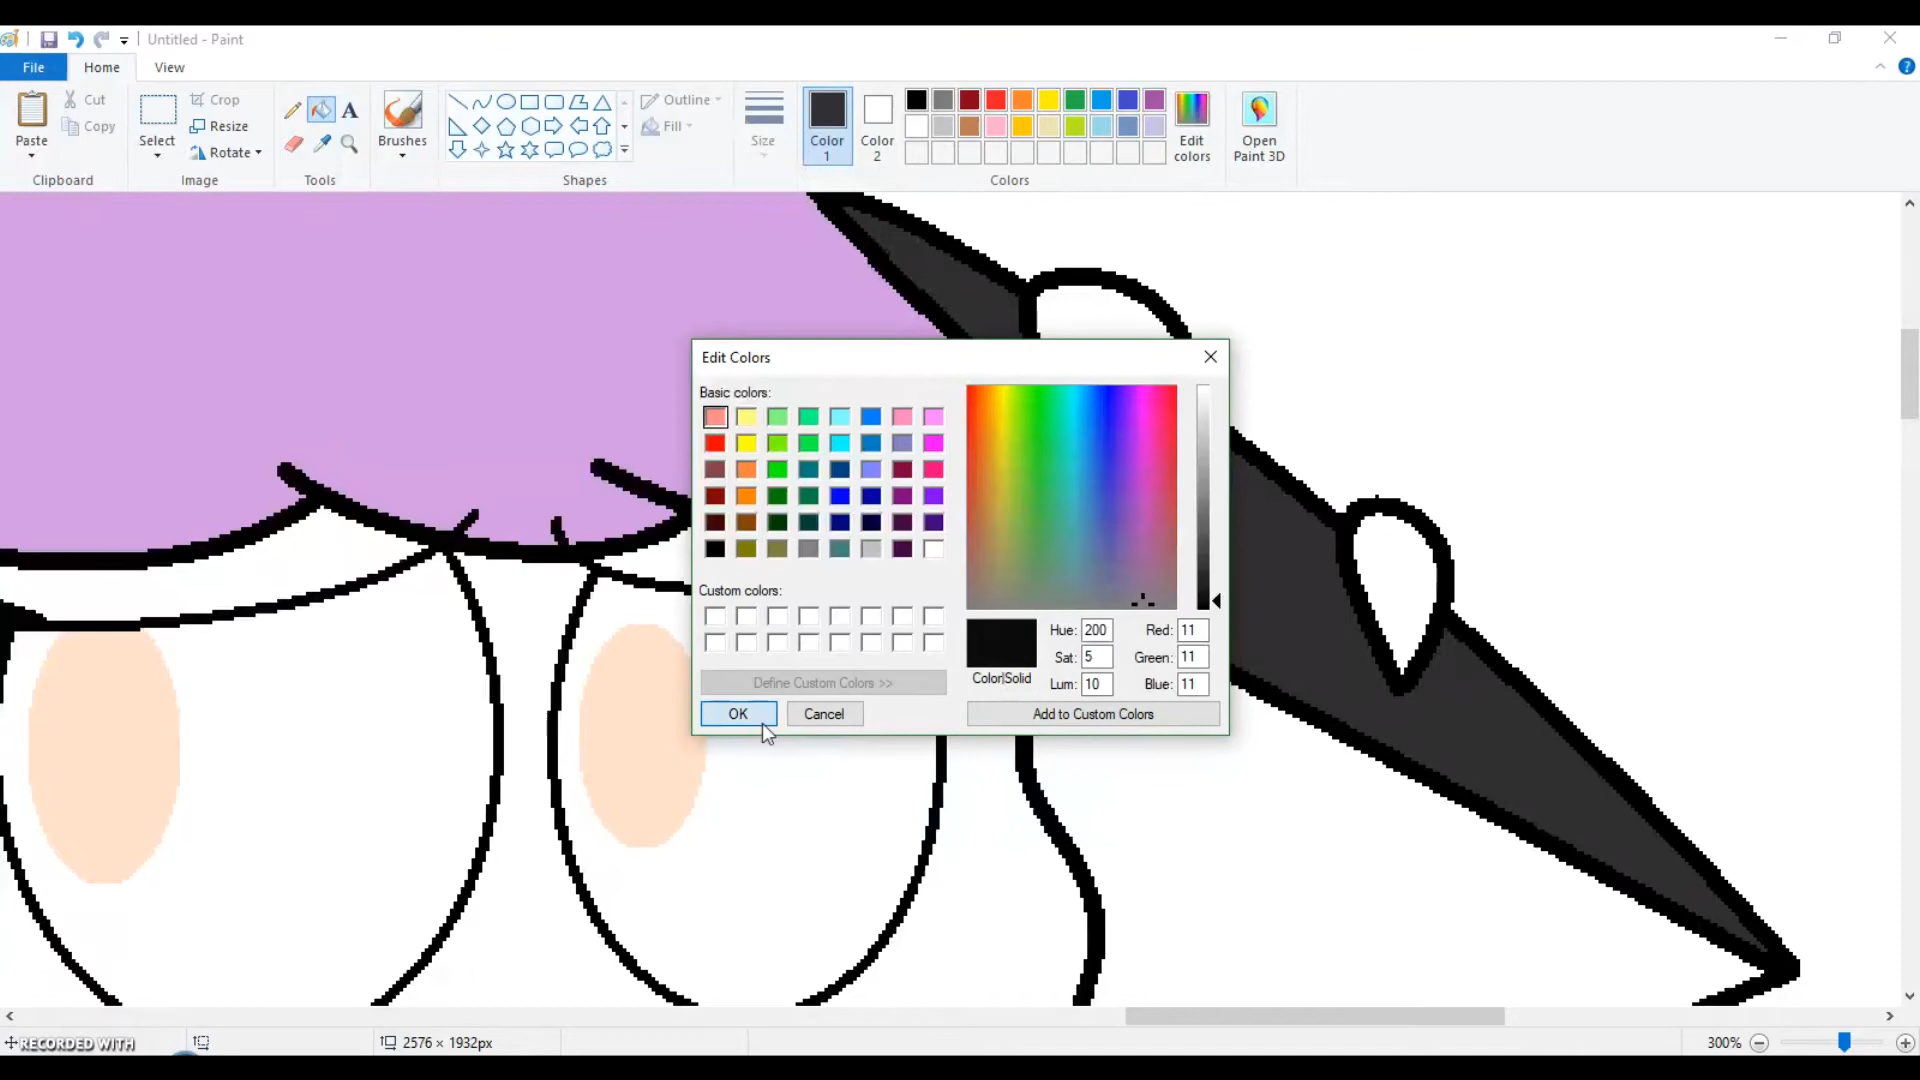 Untitled - Paint
File Home View
Cut Crop Outline
Copy Resize Fill
Paste Select Rotate A Brushes Size Color 1 Color 2 Edit colors Open Paint 3D
Clipboard Image Tools Shapes Colors
Edit Colors
Basic colors:
Custom colors:
Hue: 200 Red: 11
Sat: 5 Green: 11
Color|Solid Lum: 10 Blue: 11
Define Custom Colors >>
OK Cancel Add to Custom Colors
RECORDED WITH 2576 × 1932px 300%